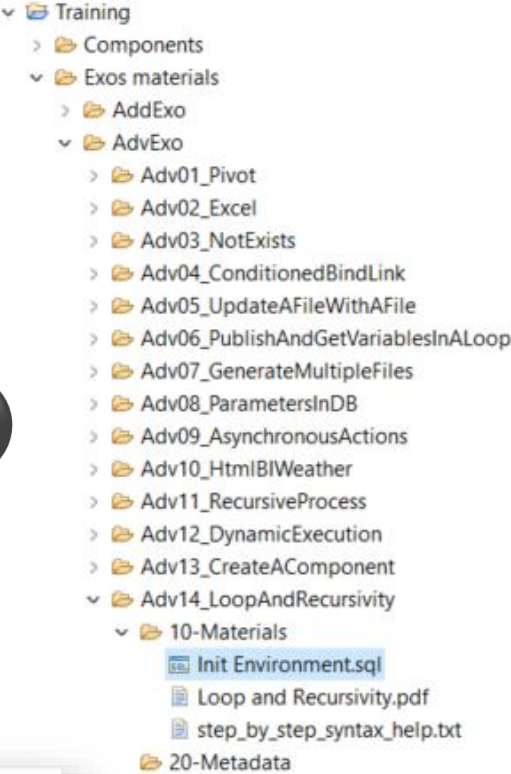 Training
Components
Exos materials
AddExo
AdvExo
Adv01_Pivot
Adv02_Excel
Adv03_NotExists
Adv04_ConditionedBindLink
Adv05_UpdateAFileWithAFile
Adv06_PublishAndGetVariablesInALoop
Adv07_GenerateMultipleFiles
Adv08_ParametersInDB
Adv09_AsynchronousActions
Adv10_HtmlBIWeather
Adv11_RecursiveProcess
Adv12_DynamicExecution
Adv13_CreateAComponent
Adv14_LoopAndRecursivity
10-Materials
Init Environment.sql
Loop and Recursivity.pdf
step_by_step_syntax_help.txt
20-Metadata